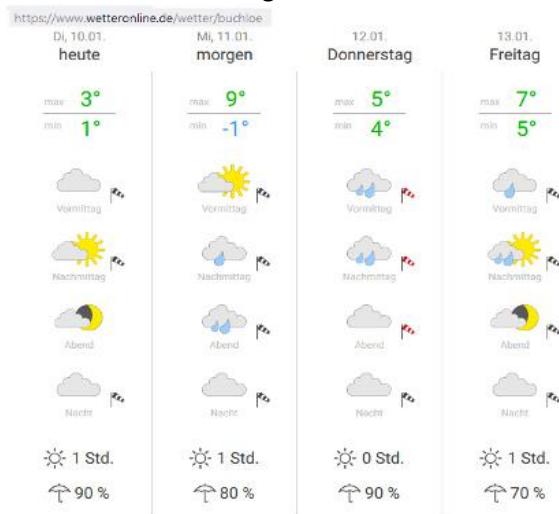 https://www.wetteronline.de/wetter/buchloe
Di, 10.01.
heute
max 3°
min 1°
Vormittag
Nachmittag
Abend
Nacht
1 Std.
90 %
Mi, 11.01.
morgen
max 9°
min -1°
Vormittag
Nachmittag
Abend
Nacht
1 Std.
80 %
12.01.
Donnerstag
max 5°
min 4°
Vormittag
Nachmittag
Abend
Nacht
0 Std.
90 %
13.01.
Freitag
max 7°
min 5°
Vormittag
Nachmittag
Abend
Nacht
1 Std.
70 %